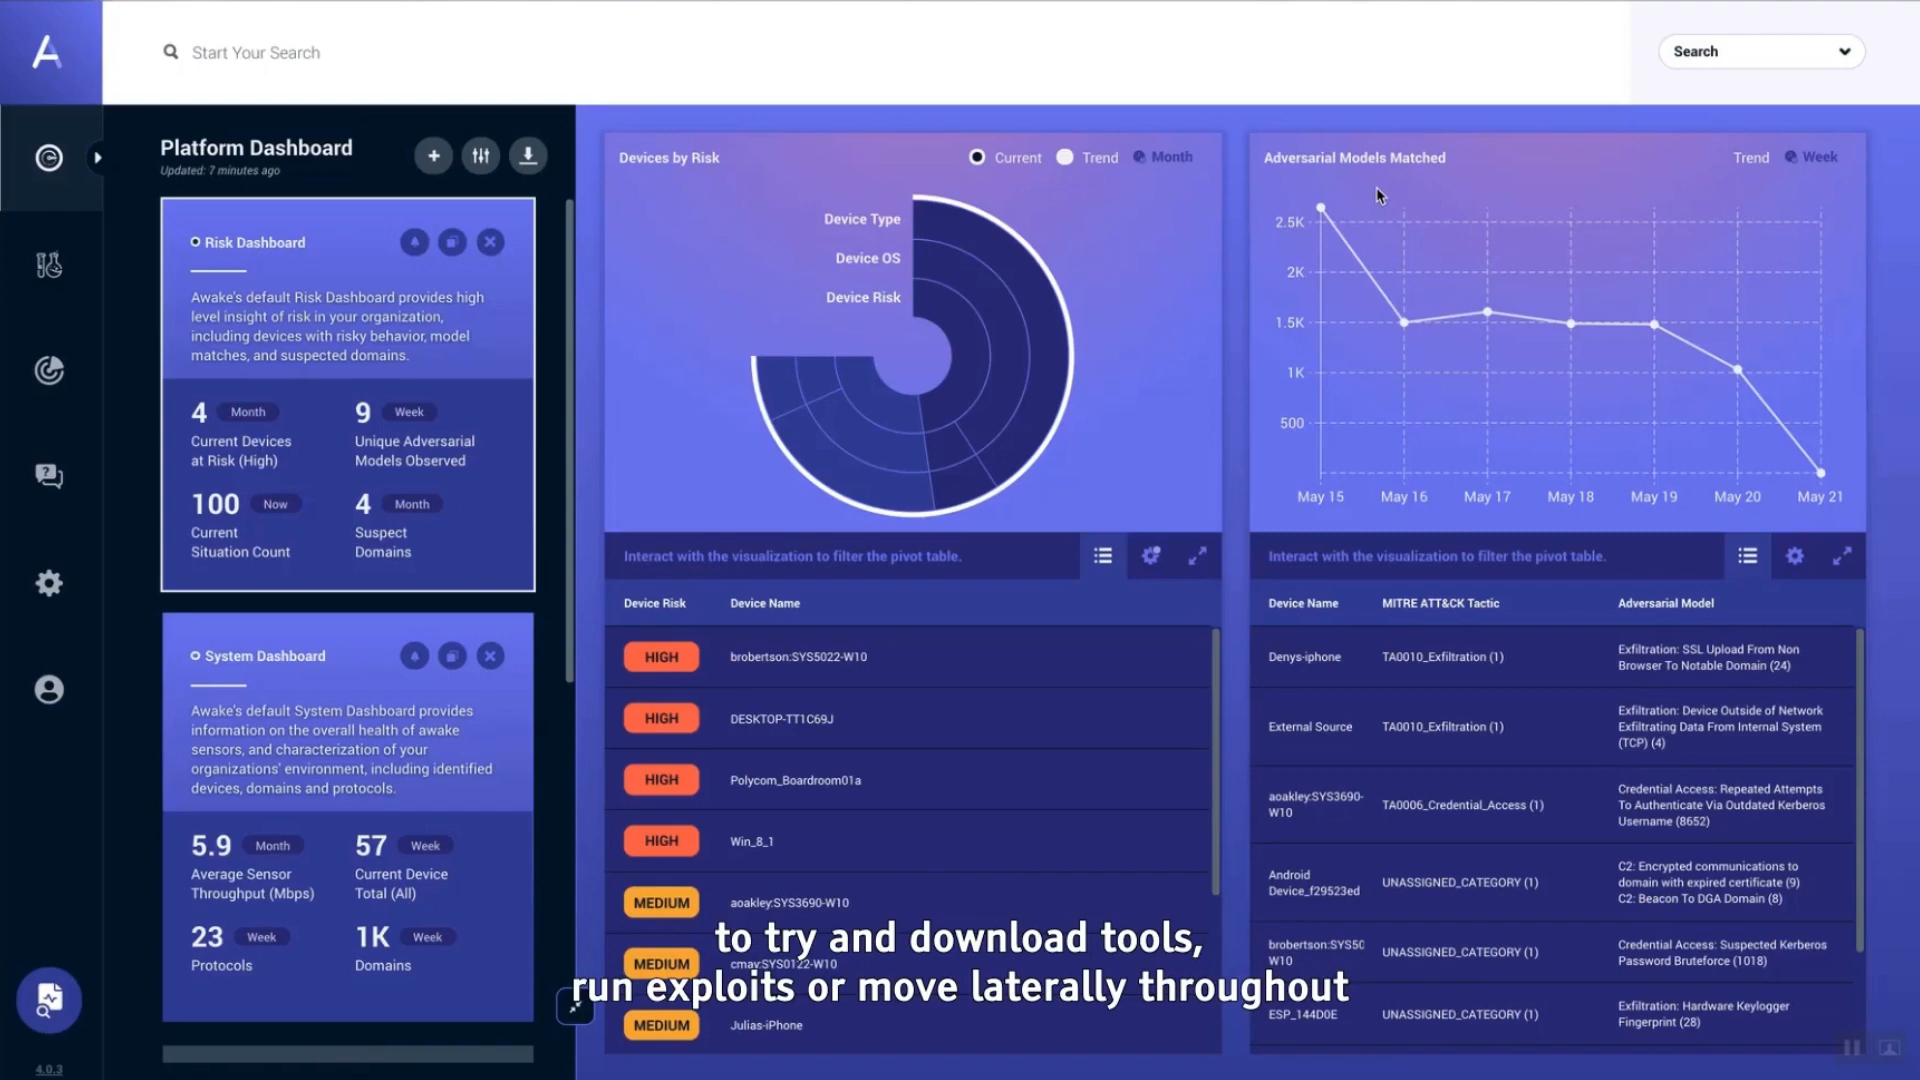 Start Your Search
Search
Platform Dashboard
Updated: 7 minutes ago
Risk Dashboard
Awake's default Risk Dashboard provides high
level insight of risk in your organization,
including devices with risky behavior, model
matches, and suspected domains.
4 Month
Current Devices
at Risk (High)
9 Week
Unique Adversarial
Models Observed
100 Now
Current
Situation Count
4 Month
Suspect
Domains
System Dashboard
Awake's default System Dashboard provides
information on the overall health of awake
sensors, and characterization of your
organizations' environment, including identified
devices, domains and protocols.
5.9 Month
Average Sensor
Throughput (Mbps)
57 Week
Current Device
Total (All)
23 Week
Protocols
1K Week
Domains
4.0.3
Devices by Risk
Current Trend Month
Device Type
Device OS
Device Risk
Interact with the visualization to filter the pivot table.
Device Risk Device Name
HIGH brobertson:SYS5022-W10
HIGH DESKTOP-TT1C69J
HIGH Polycom_Boardroom01a
HIGH Win_8_1
MEDIUM aoakley:SYS3690-W10
MEDIUM cmay:SYS0122-W10
MEDIUM Julias-iPhone
Adversarial Models Matched
Trend Week
2.5K
2K
1.5K
1K
500
May 15 May 16 May 17 May 18 May 19 May 20 May 21
Interact with the visualization to filter the pivot table.
Device Name MITRE ATT&CK Tactic Adversarial Model
Denys-iphone TA0010_Exfiltration (1)
Exfiltration: SSL Upload From Non
Browser To Notable Domain (24)
External Source TA0010_Exfiltration (1)
Exfiltration: Device Outside of Network
Exfiltrating Data From Internal System
(TCP) (4)
aoakley:SYS3690-
W10
TA0006_Credential_Access (1)
Credential Access: Repeated Attempts
To Authenticate Via Outdated Kerberos
Username (8652)
Android
Device_f29523ed
UNASSIGNED_CATEGORY (1)
C2: Encrypted communications to
domain with expired certificate (9)
C2: Beacon To DGA Domain (8)
brobertson:SYS50
W10
UNASSIGNED_CATEGORY (1)
Credential Access: Suspected Kerberos
Password Bruteforce (1018)
ESP_144D0E
UNASSIGNED_CATEGORY (1)
Exfiltration: Hardware Keylogger
Fingerprint (28)
to try and download tools,
run exploits or move laterally throughout